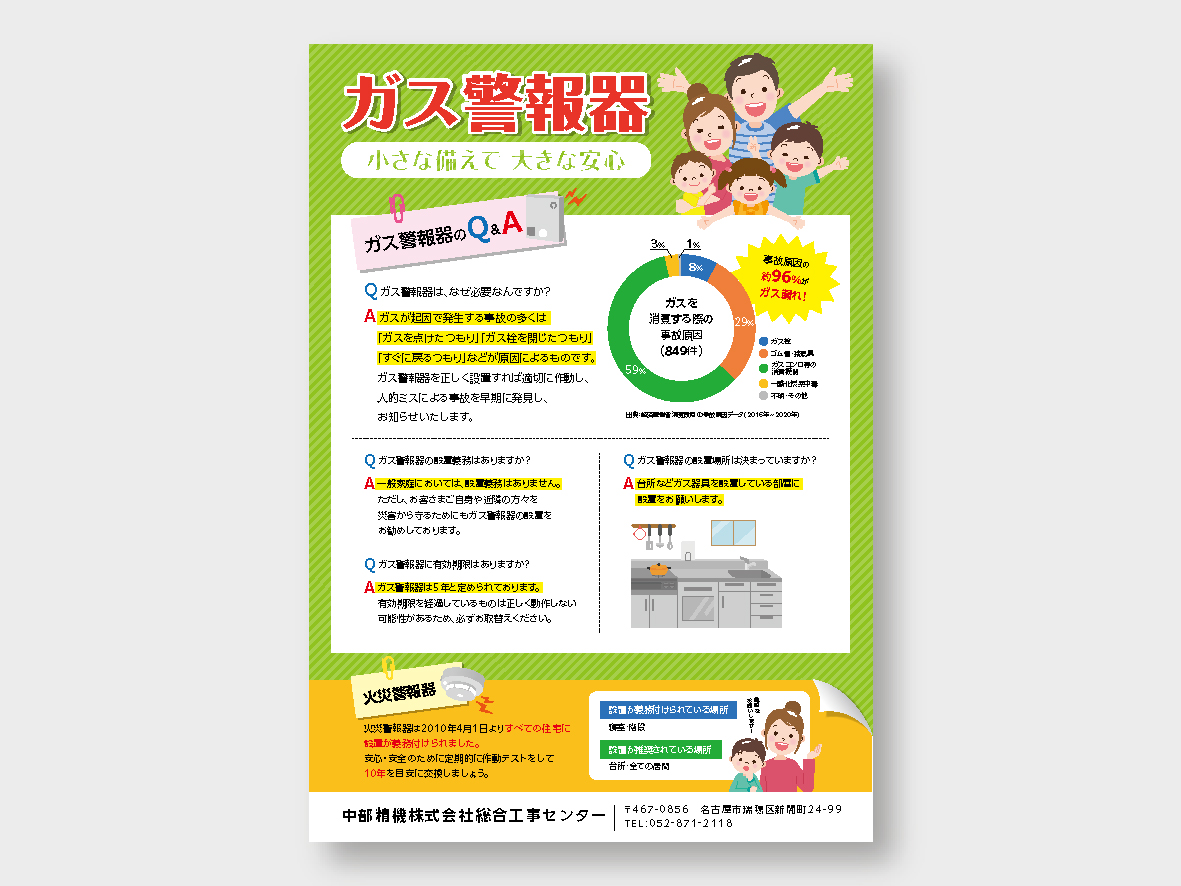 ガス警報器
小さな備えで 大きな安心
ガス警報器のQ&A
Q ガス警報器は、なぜ必要なんですか？
A ガスが起因で発生する事故の多くは
「ガスを点けたつもり」「ガス栓を閉じたつもり」
「すぐに戻るつもり」などが原因によるものです。
ガス警報器を正しく設置すれば適切に作動し、
人的ミスによる事故を早期に発見し、
お知らせいたします。
3%
1%
8%
29%
59%
ガスを
消費する際の
事故原因
（849件）
事故原因の
約96%が
ガス漏れ！
ガス栓
ゴム管・接続具
ガスコンロ等の
消費機関
一酸化炭素中毒
不明・その他
(2016年～2020年)
Q ガス警報器の設置義務はありますか？
A 一般家庭においては、設置義務はありません。
ただし、お客さまご自身や近隣の方々を
災害から守るためにもガス警報器の設置を
お勧めしております。
Q ガス警報器に有効期限はありますか？
A ガス警報器は5年と定められております。
有効期限を経過しているものは正しく動作しない
可能性があるため、必ずお取替えください。
Q ガス警報器の設置場所は決まっていますか？
A 台所などガス器具を設置している部屋に
設置をお願いします。
火災警報器
火災警報器は2010年4月1日よりすべての住宅に
設置が義務付けられました。
安心・安全のために定期的に作動テストをして
10年を目安に交換しましょう。
設置が義務付けられている場所
寝室・階段
設置が推奨されている場所
台所・全ての居間
中部精機株式会社総合工事センター
〒467-0856 名古屋市瑞穂区新開町24-99
TEL:052-871-2118